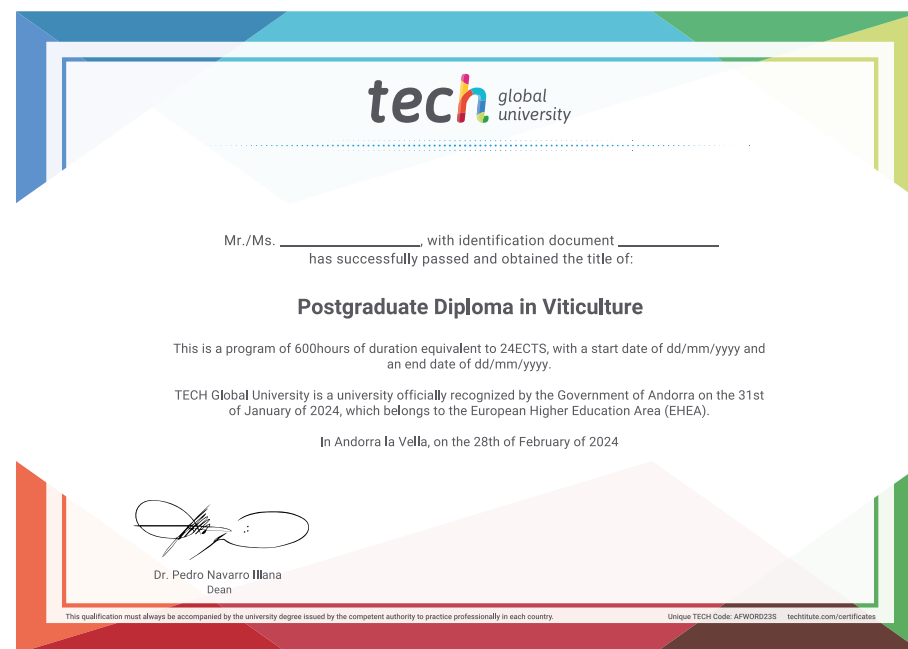 tech global
university
Mr./Ms. ____________________, with identification document ______________
has successfully passed and obtained the title of:
Postgraduate Diploma in Viticulture
This is a program of 600hours of duration equivalent to 24ECTS, with a start date of dd/mm/yyyy and
an end date of dd/mm/yyyy.
TECH Global University is a university officially recognized by the Government of Andorra on the 31st
of January of 2024, which belongs to the European Higher Education Area (EHEA).
In Andorra la Vella, on the 28th of February of 2024
Dr. Pedro Navarro Illana
Dean
This qualification must always be accompanied by the university degree issued by the competent authority to practice professionally in each country. Unique TECH Code: AFWORD23S techtitute.com/certificates